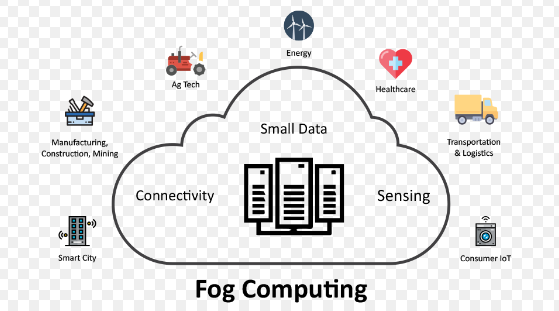 Energy
Ag Tech
Healthcare
Manufacturing,
Construction, Mining
Small Data
Transportation
& Logistics
Connectivity
Sensing
Smart City
Consumer IoT
Fog Computing